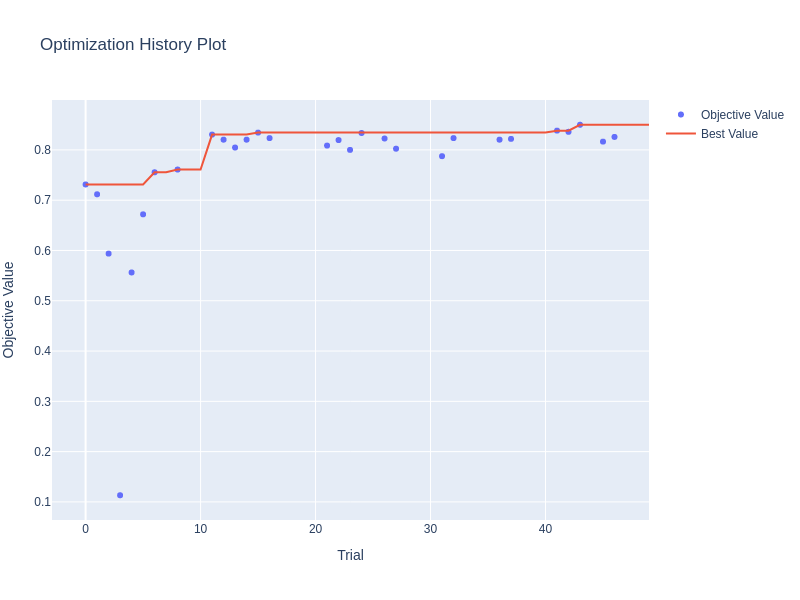 Optimization History Plot
Objective Value
Best Value
0.8
0.7
0.6
0.5
0.4
0.3
0.2
0.1
Objective Value
0 10 20 30 40
Trial